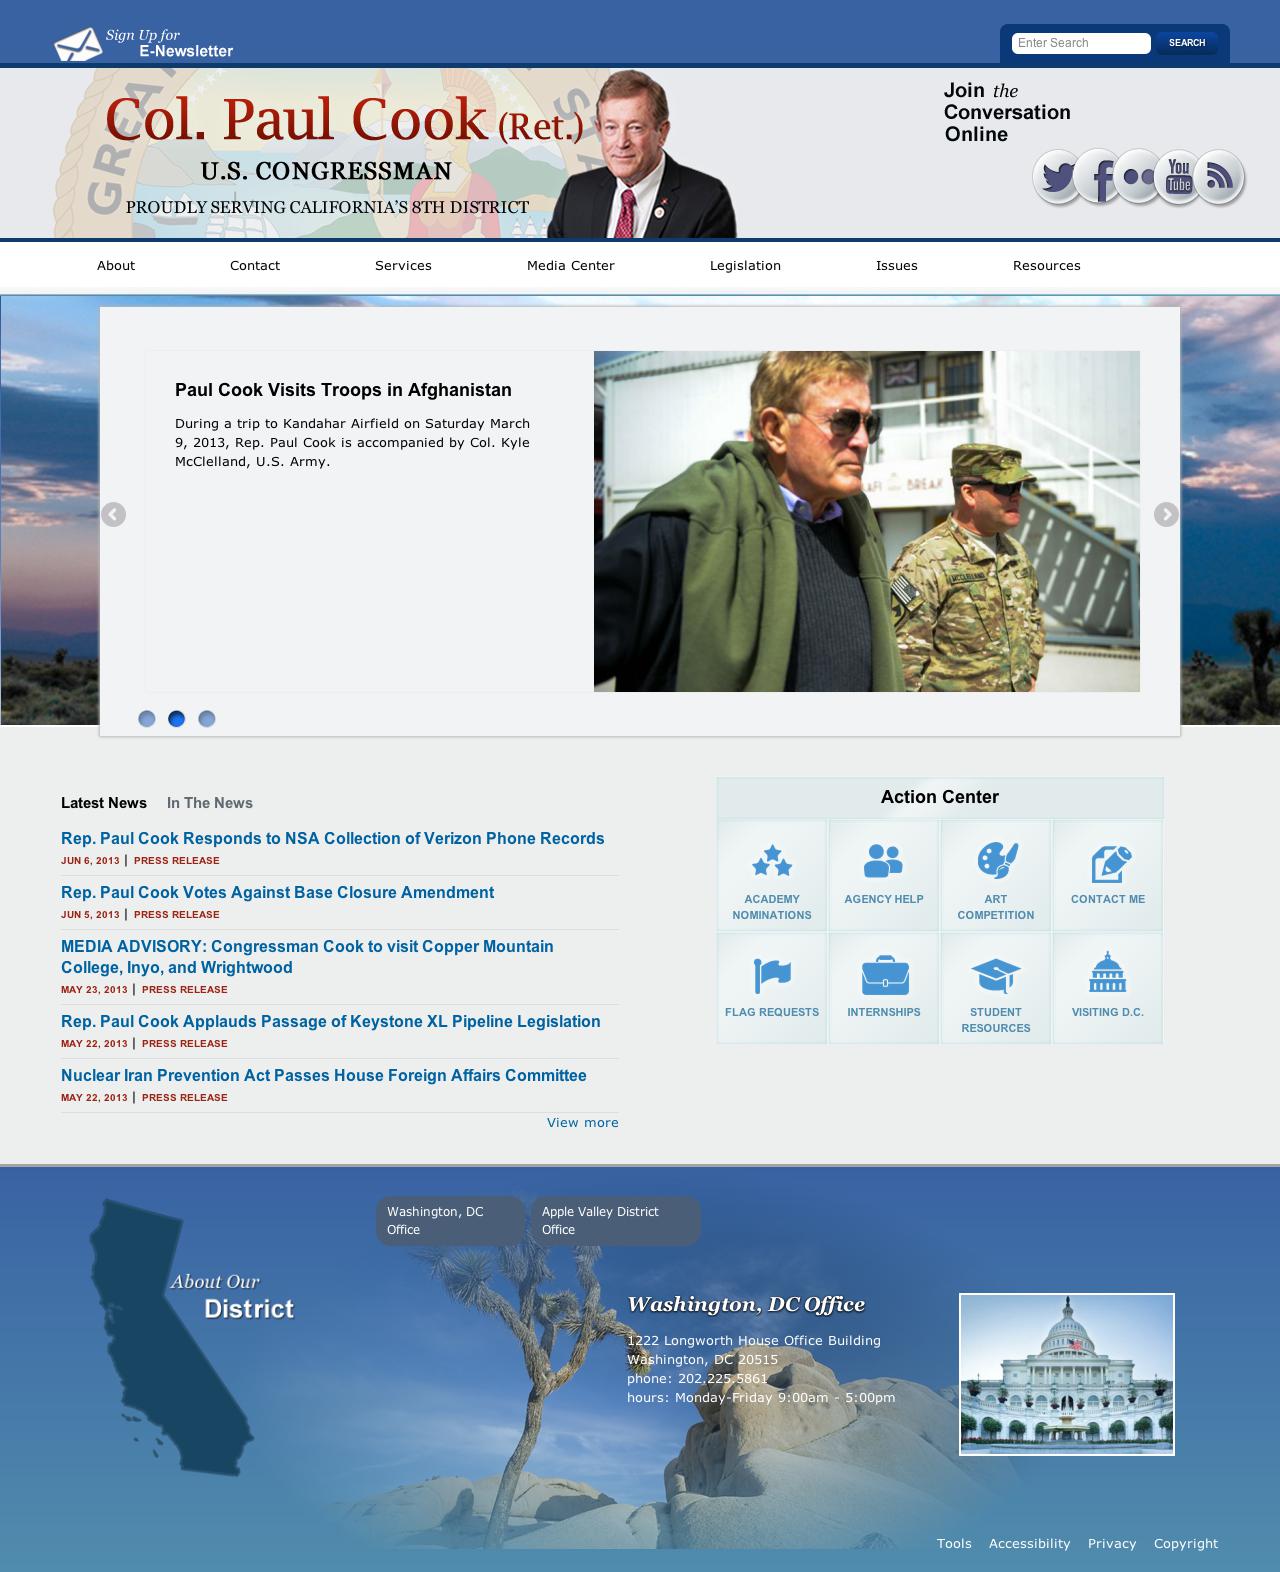 Sign Up for
E-Newsletter
Enter Search
SEARCH
GREAT
S
Col. Paul Cook (Ret.)
U.S. CONGRESSMAN
PROUDLY SERVING CALIFORNIA'S 8TH DISTRICT
Join the
Conversation
Online
You
Tube
About
Contact
Services
Media Center
Legislation
Issues
Resources
Paul Cook Visits Troops in Afghanistan
During a trip to Kandahar Airfield on Saturday March
9, 2013, Rep. Paul Cook is accompanied by Col. Kyle
McClelland, U.S. Army.
BREAK
MCCLELLAND
Latest News
In The News
Rep. Paul Cook Responds to NSA Collection of Verizon Phone Records
JUN 6, 2013 | PRESS RELEASE
Rep. Paul Cook Votes Against Base Closure Amendment
JUN 5, 2013 | PRESS RELEASE
MEDIA ADVISORY: Congressman Cook to visit Copper Mountain
College, Inyo, and Wrightwood
MAY 23, 2013 | PRESS RELEASE
Rep. Paul Cook Applauds Passage of Keystone XL Pipeline Legislation
MAY 22, 2013 | PRESS RELEASE
Nuclear Iran Prevention Act Passes House Foreign Affairs Committee
MAY 22, 2013 | PRESS RELEASE
View more
Action Center
ACADEMY
NOMINATIONS
AGENCY HELP
ART
COMPETITION
CONTACT ME
FLAG REQUESTS
INTERNSHIPS
STUDENT
RESOURCES
VISITING D.C.
About Our
District
Washington, DC
Office
Apple Valley District
Office
Washington, DC Office
1222 Longworth House Office Building
Washington, DC 20515
phone: 202.225.5861
hours: Monday-Friday 9:00am - 5:00pm
Tools
Accessibility
Privacy
Copyright